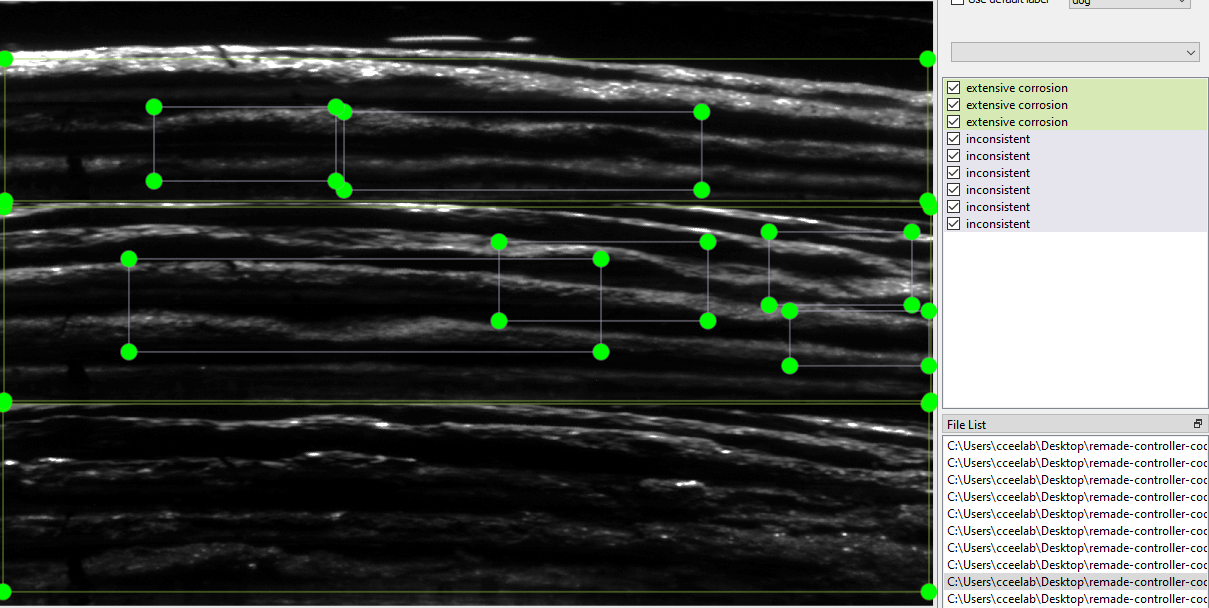 Use default label
dog
extensive corrosion
extensive corrosion
extensive corrosion
inconsistent
inconsistent
inconsistent
inconsistent
inconsistent
inconsistent
File List
C:\Users\cceelab\Desktop\remade-controller-coc
C:\Users\cceelab\Desktop\remade-controller-coc
C:\Users\cceelab\Desktop\remade-controller-coc
C:\Users\cceelab\Desktop\remade-controller-coc
C:\Users\cceelab\Desktop\remade-controller-coc
C:\Users\cceelab\Desktop\remade-controller-coc
C:\Users\cceelab\Desktop\remade-controller-coc
C:\Users\cceelab\Desktop\remade-controller-coc
C:\Users\cceelab\Desktop\remade-controller-coc
C:\Users\cceelab\Desktop\remade-controller-coc